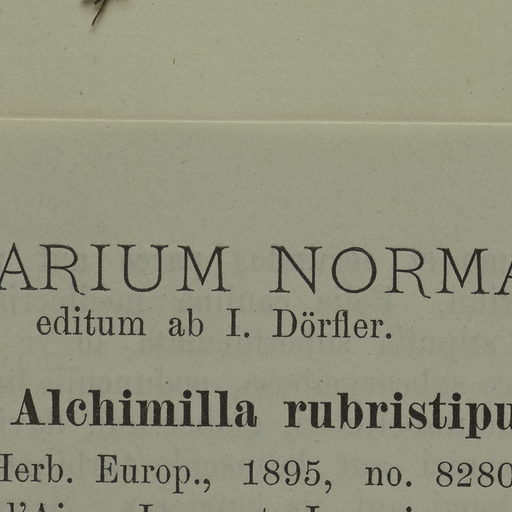 ARIUM NORMA
editum ab I. Dörfler.
Alchimilla rubristipu
Herb. Europ., 1895, no. 8280